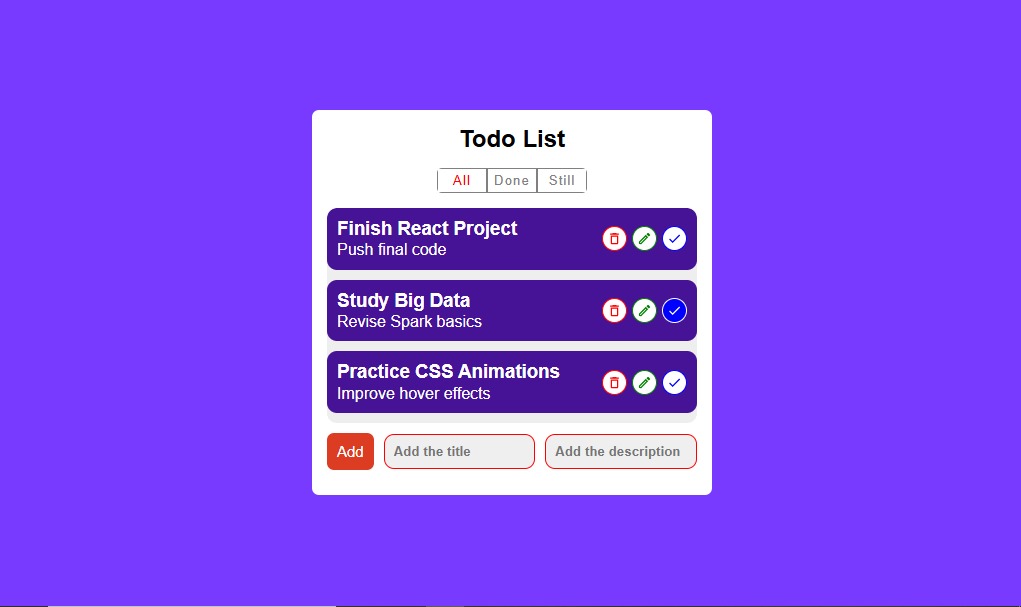 Todo List
All Done Still
Finish React Project
Push final code
Study Big Data
Revise Spark basics
Practice CSS Animations
Improve hover effects
Add Add the title Add the description